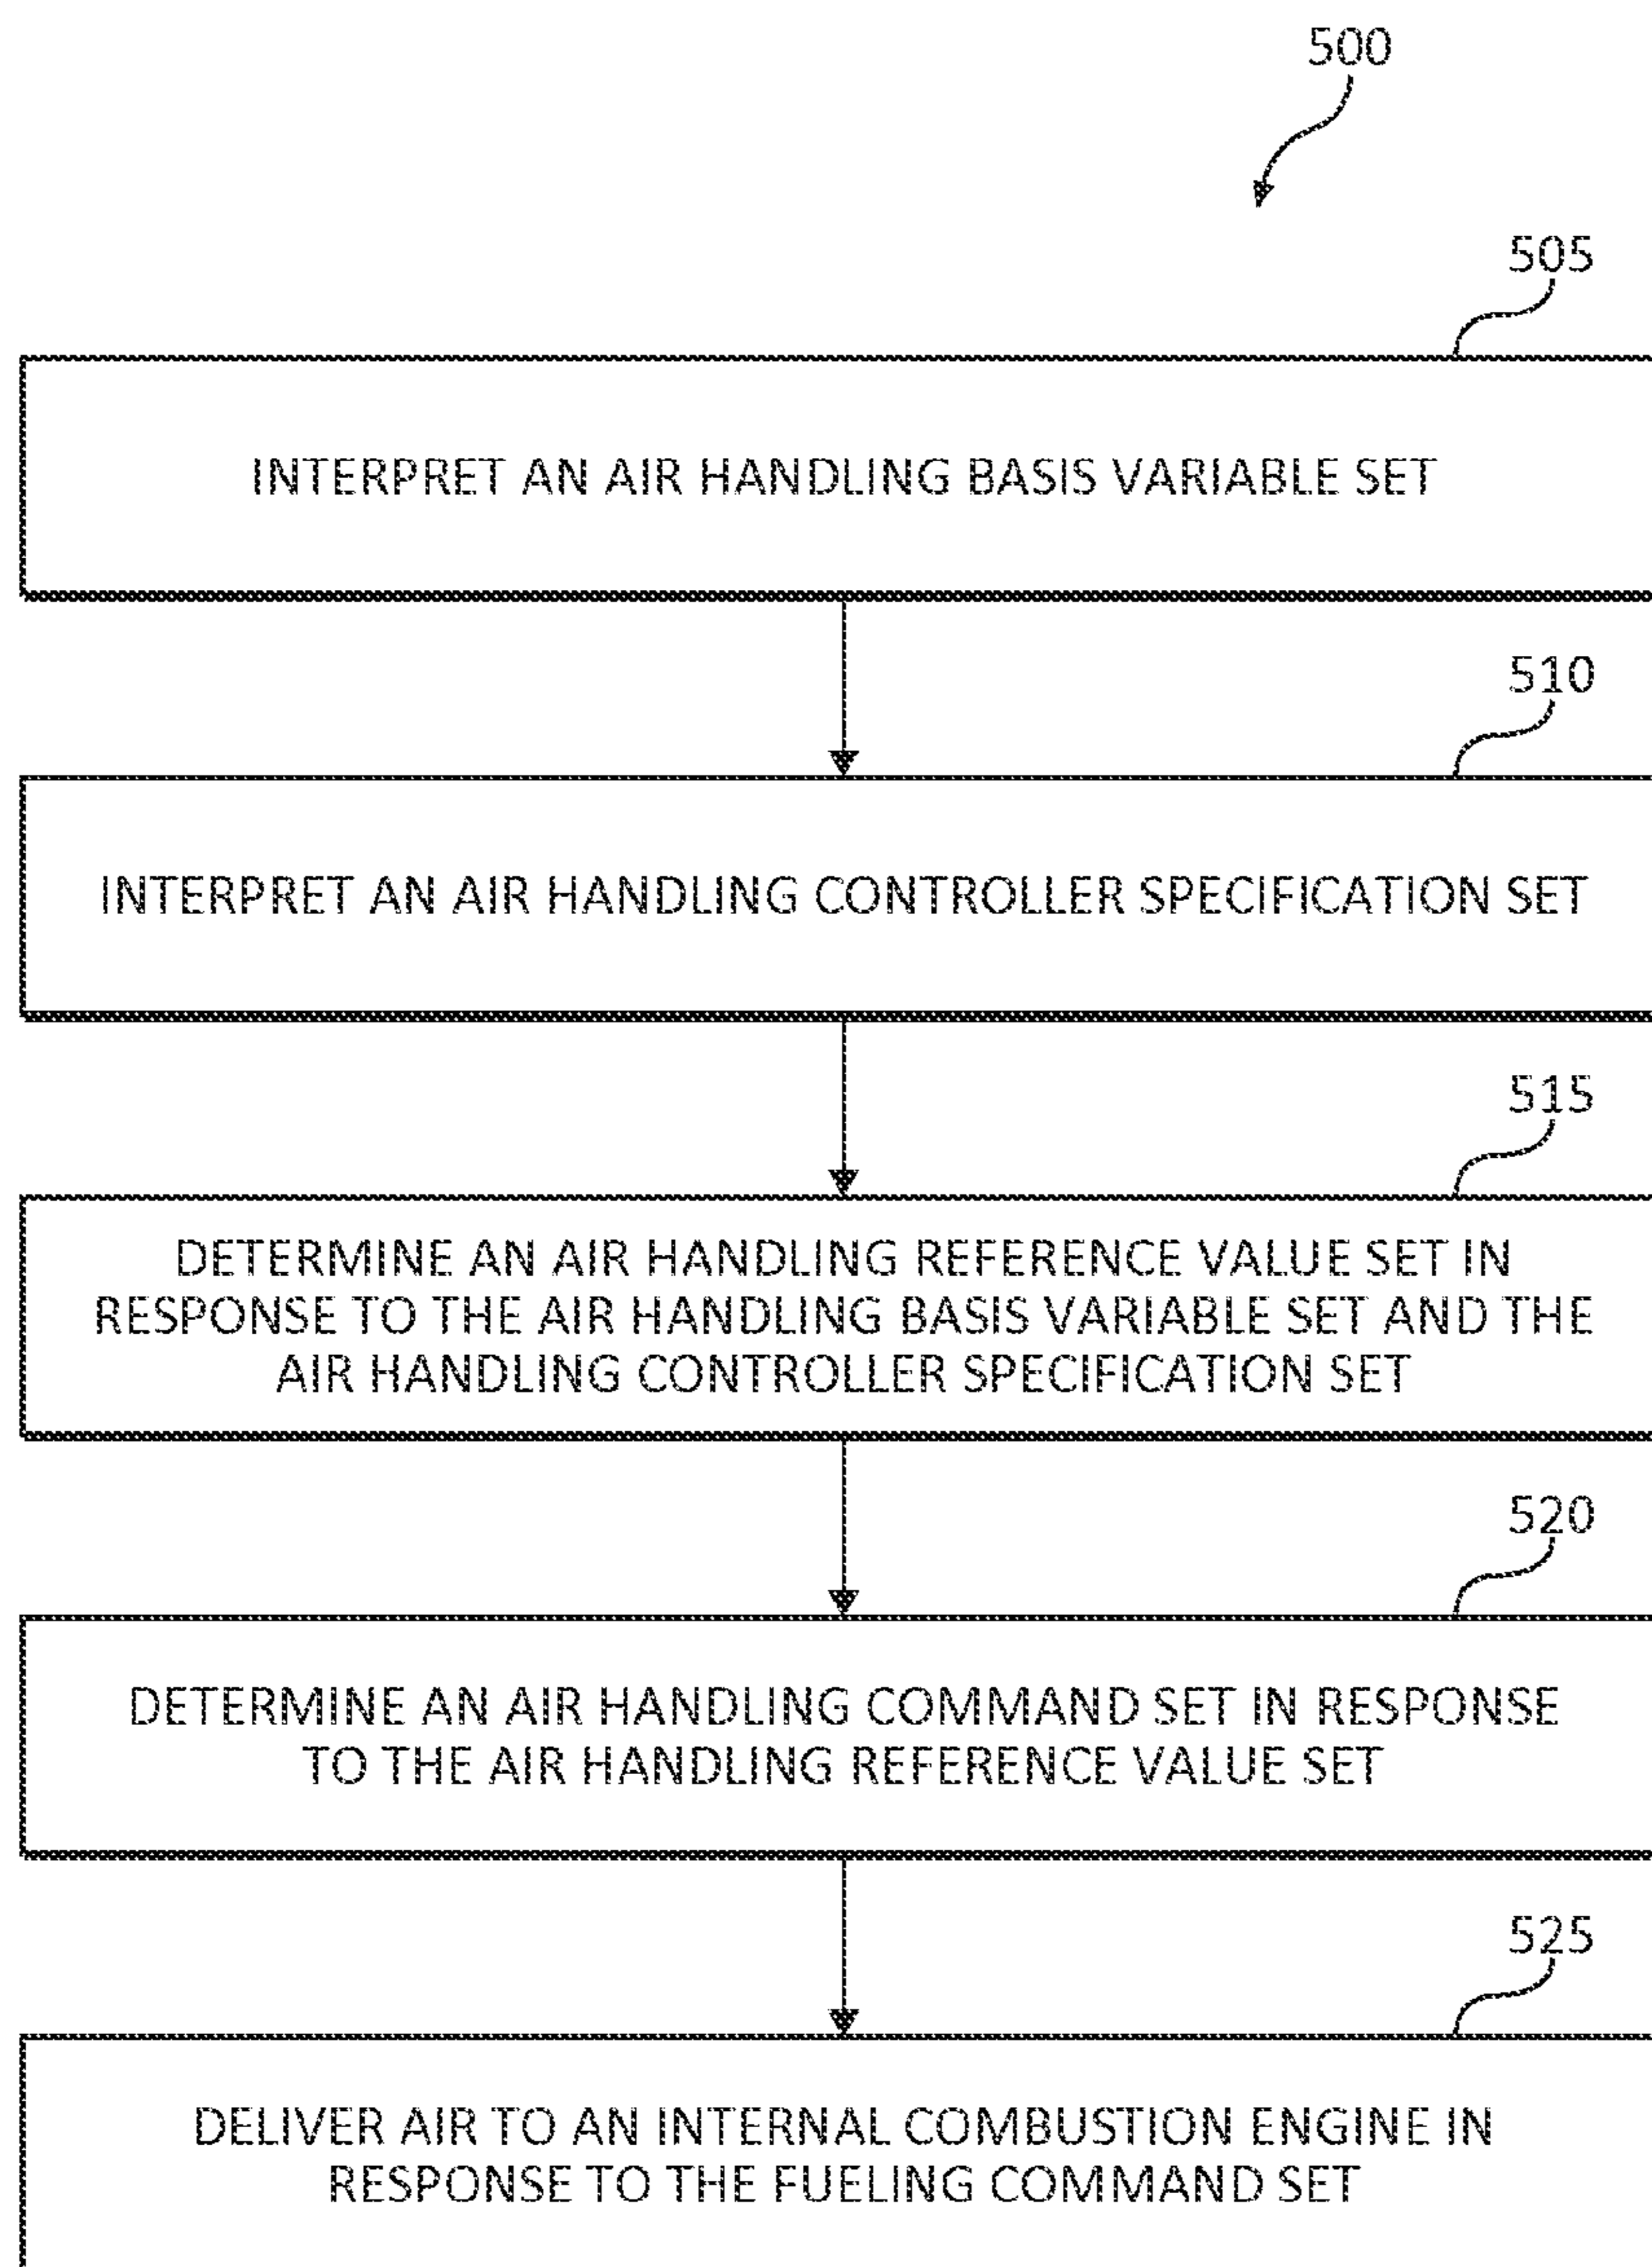 500
505
INTERPRET AN AIR HANDLING BASIS VARIABLE SET
510
INTERPRET AN AIR HANDLING CONTROLLER SPECIFICATION SET
515
DETERMINE AN AIR HANDLING REFERENCE VALUE SET IN
RESPONSE TO THE AIR HANDLING BASIS VARIABLE SET AND THE
AIR HANDLING CONTROLLER SPECIFICATION SET
520
DETERMINE AN AIR HANDLING COMMAND SET IN RESPONSE
TO THE AIR HANDLING REFERENCE VALUE SET
525
DELIVER AIR TO AN INTERNAL COMBUSTION ENGINE IN
RESPONSE TO THE FUELING COMMAND SET